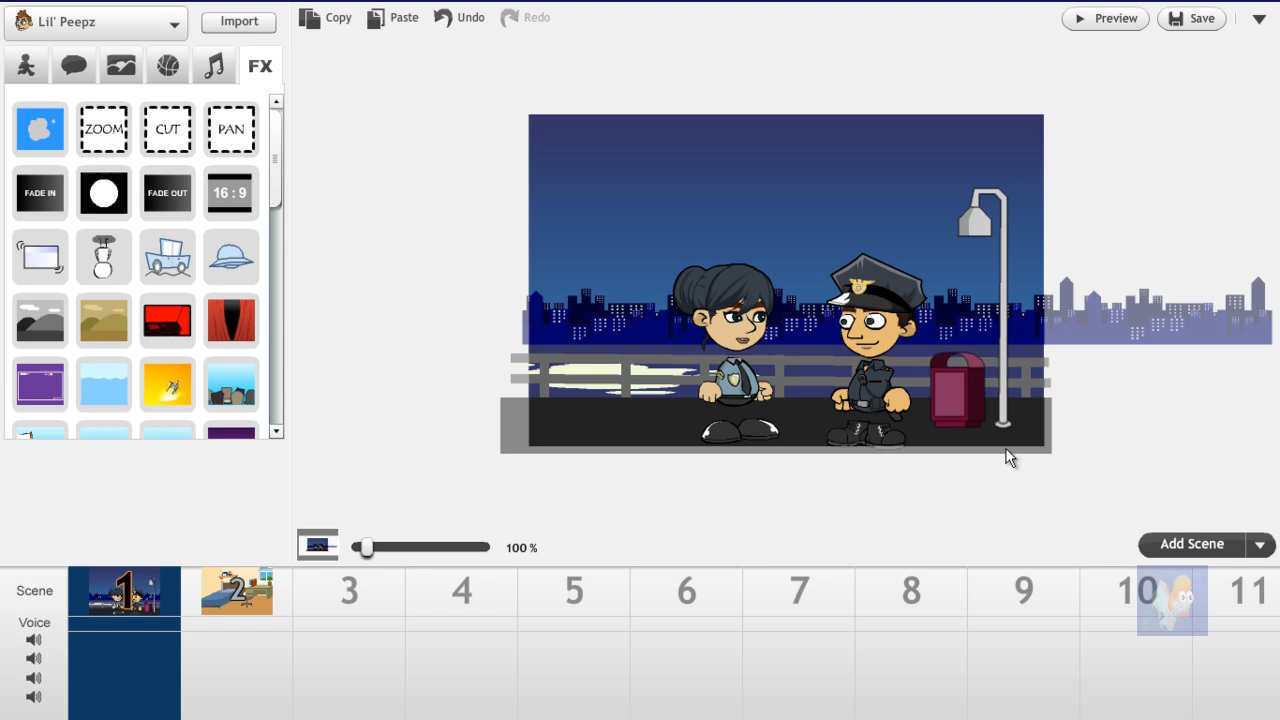 Lil' Peepz
Import
Copy
Paste
Undo
Redo
Preview
Save
FX
ZOOM
CUT
PAN
FADE IN
FADE OUT
16 : 9
100 %
Add Scene
Scene
1
2
3
4
5
6
7
8
9
10
11
Voice